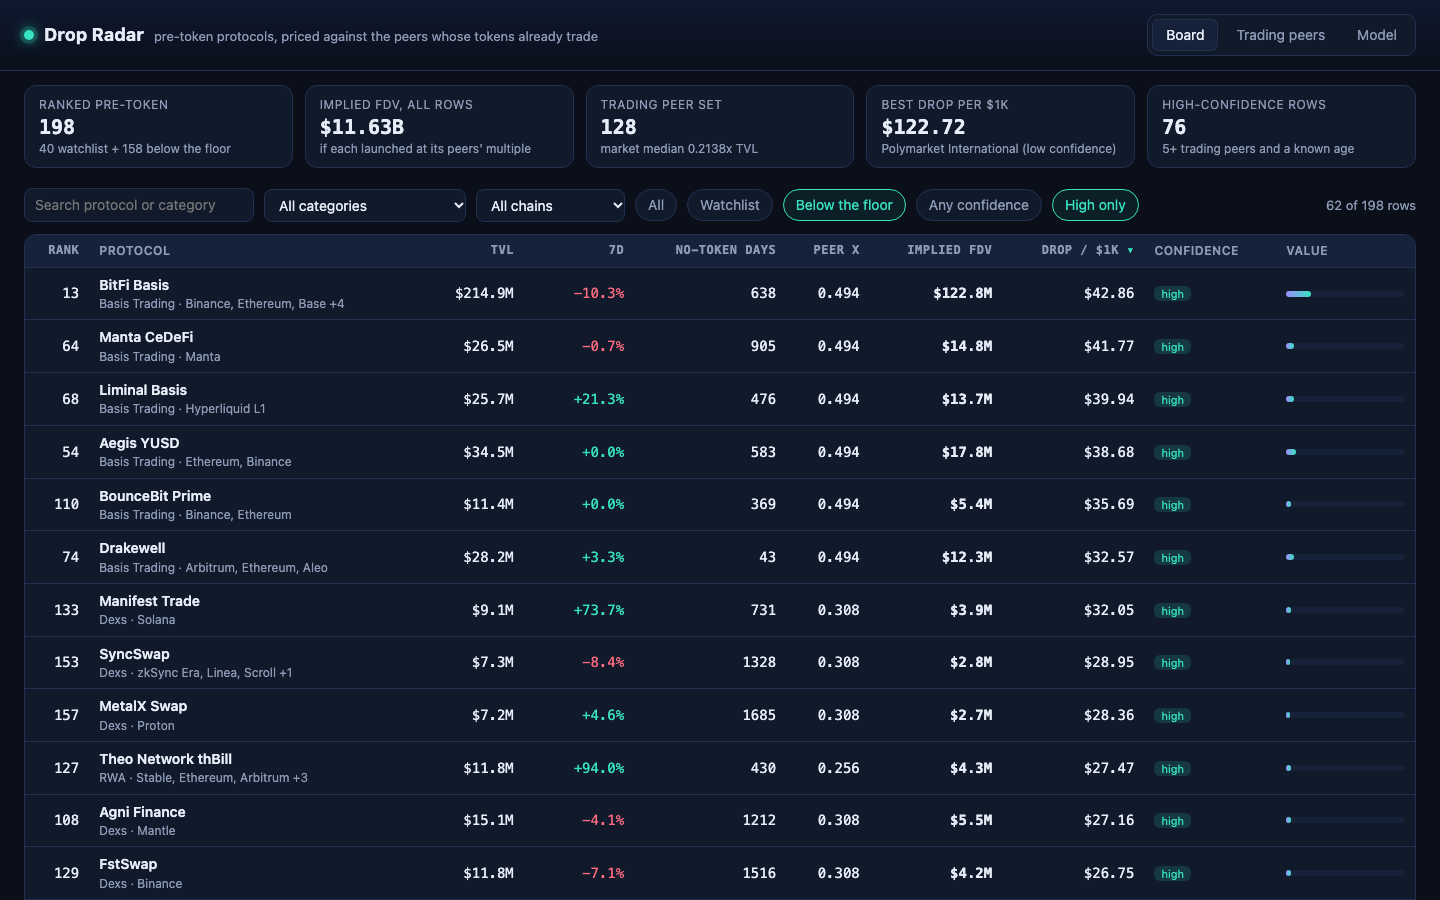 Drop Radar pre-token protocols, priced against the peers whose tokens already trade
Board Trading peers Model
RANKED PRE-TOKEN
198
40 watchlist + 158 below the floor
IMPLIED FDV, ALL ROWS
$11.63B
if each launched at its peers' multiple
TRADING PEER SET
128
market median 0.2138x TVL
BEST DROP PER $1K
$122.72
Polymarket International (low confidence)
HIGH-CONFIDENCE ROWS
76
5+ trading peers and a known age
Search protocol or category All categories All chains All Watchlist Below the floor Any confidence High only 62 of 198 rows
RANK PROTOCOL TVL 7D NO-TOKEN DAYS PEER X IMPLIED FDV DROP / $1K ▼ CONFIDENCE VALUE
13 BitFi Basis $214.9M −10.3% 638 0.494 $122.8M $42.86 high
Basis Trading · Binance, Ethereum, Base +4
64 Manta CeDeFi $26.5M −0.7% 905 0.494 $14.8M $41.77 high
Basis Trading · Manta
68 Liminal Basis $25.7M +21.3% 476 0.494 $13.7M $39.94 high
Basis Trading · Hyperliquid L1
54 Aegis YUSD $34.5M +0.0% 583 0.494 $17.8M $38.68 high
Basis Trading · Ethereum, Binance
110 BounceBit Prime $11.4M +0.0% 369 0.494 $5.4M $35.69 high
Basis Trading · Binance, Ethereum
74 Drakewell $28.2M +3.3% 43 0.494 $12.3M $32.57 high
Basis Trading · Arbitrum, Ethereum, Aleo
133 Manifest Trade $9.1M +73.7% 731 0.308 $3.9M $32.05 high
Dexs · Solana
153 SyncSwap $7.3M −8.4% 1328 0.308 $2.8M $28.95 high
Dexs · zkSync Era, Linea, Scroll +1
157 MetalX Swap $7.2M +4.6% 1685 0.308 $2.7M $28.36 high
Dexs · Proton
127 Theo Network thBill $11.8M +94.0% 430 0.256 $4.3M $27.47 high
RWA · Stable, Ethereum, Arbitrum +3
108 Agni Finance $15.1M −4.1% 1212 0.308 $5.5M $27.16 high
Dexs · Mantle
129 FstSwap $11.8M −7.1% 1516 0.308 $4.2M $26.75 high
Dexs · Binance